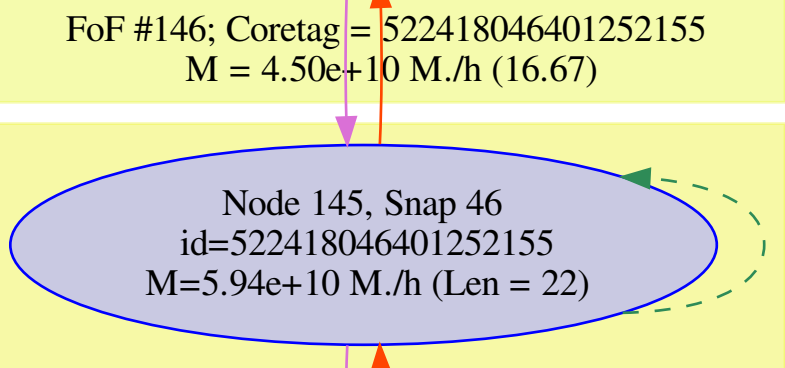 FoF #146; Coretag = 522418046401252155
M = 4.50e+10 M./h (16.67)
Node 145, Snap 46
id=522418046401252155
M=5.94e+10 M./h (Len = 22)